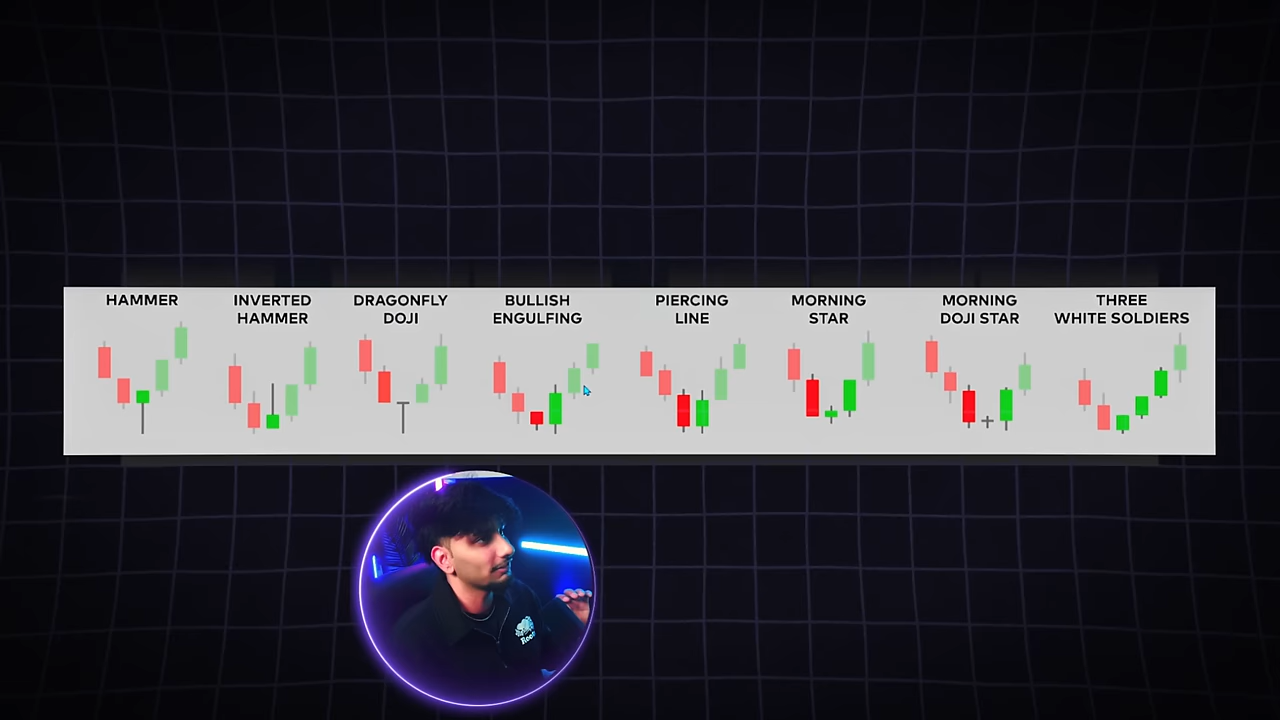 HAMMER
INVERTED
HAMMER
DRAGONFLY
DOJI
BULLISH
ENGULFING
PIERCING
LINE
MORNING
STAR
MORNING
DOJI STAR
THREE
WHITE SOLDIERS